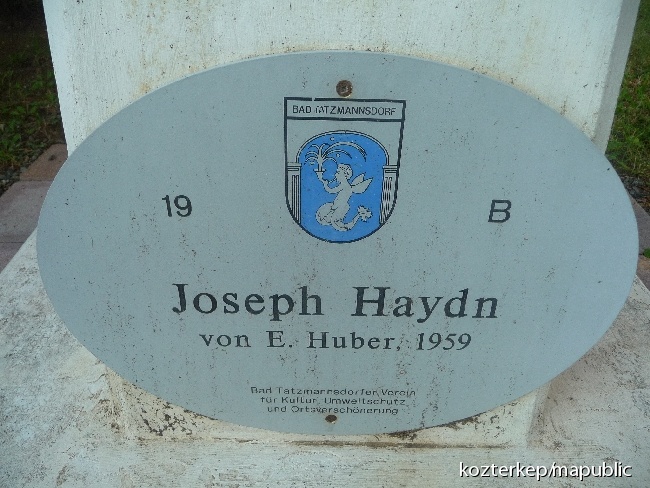 BAD TATZMANNSDORF
19 B
Joseph Haydn
von E. Huber, 1959
Bad Tatzmannsdorfer Verein
für Kultur, Umweltschutz
und Ortsverschönerung
kozterkep/mapublic